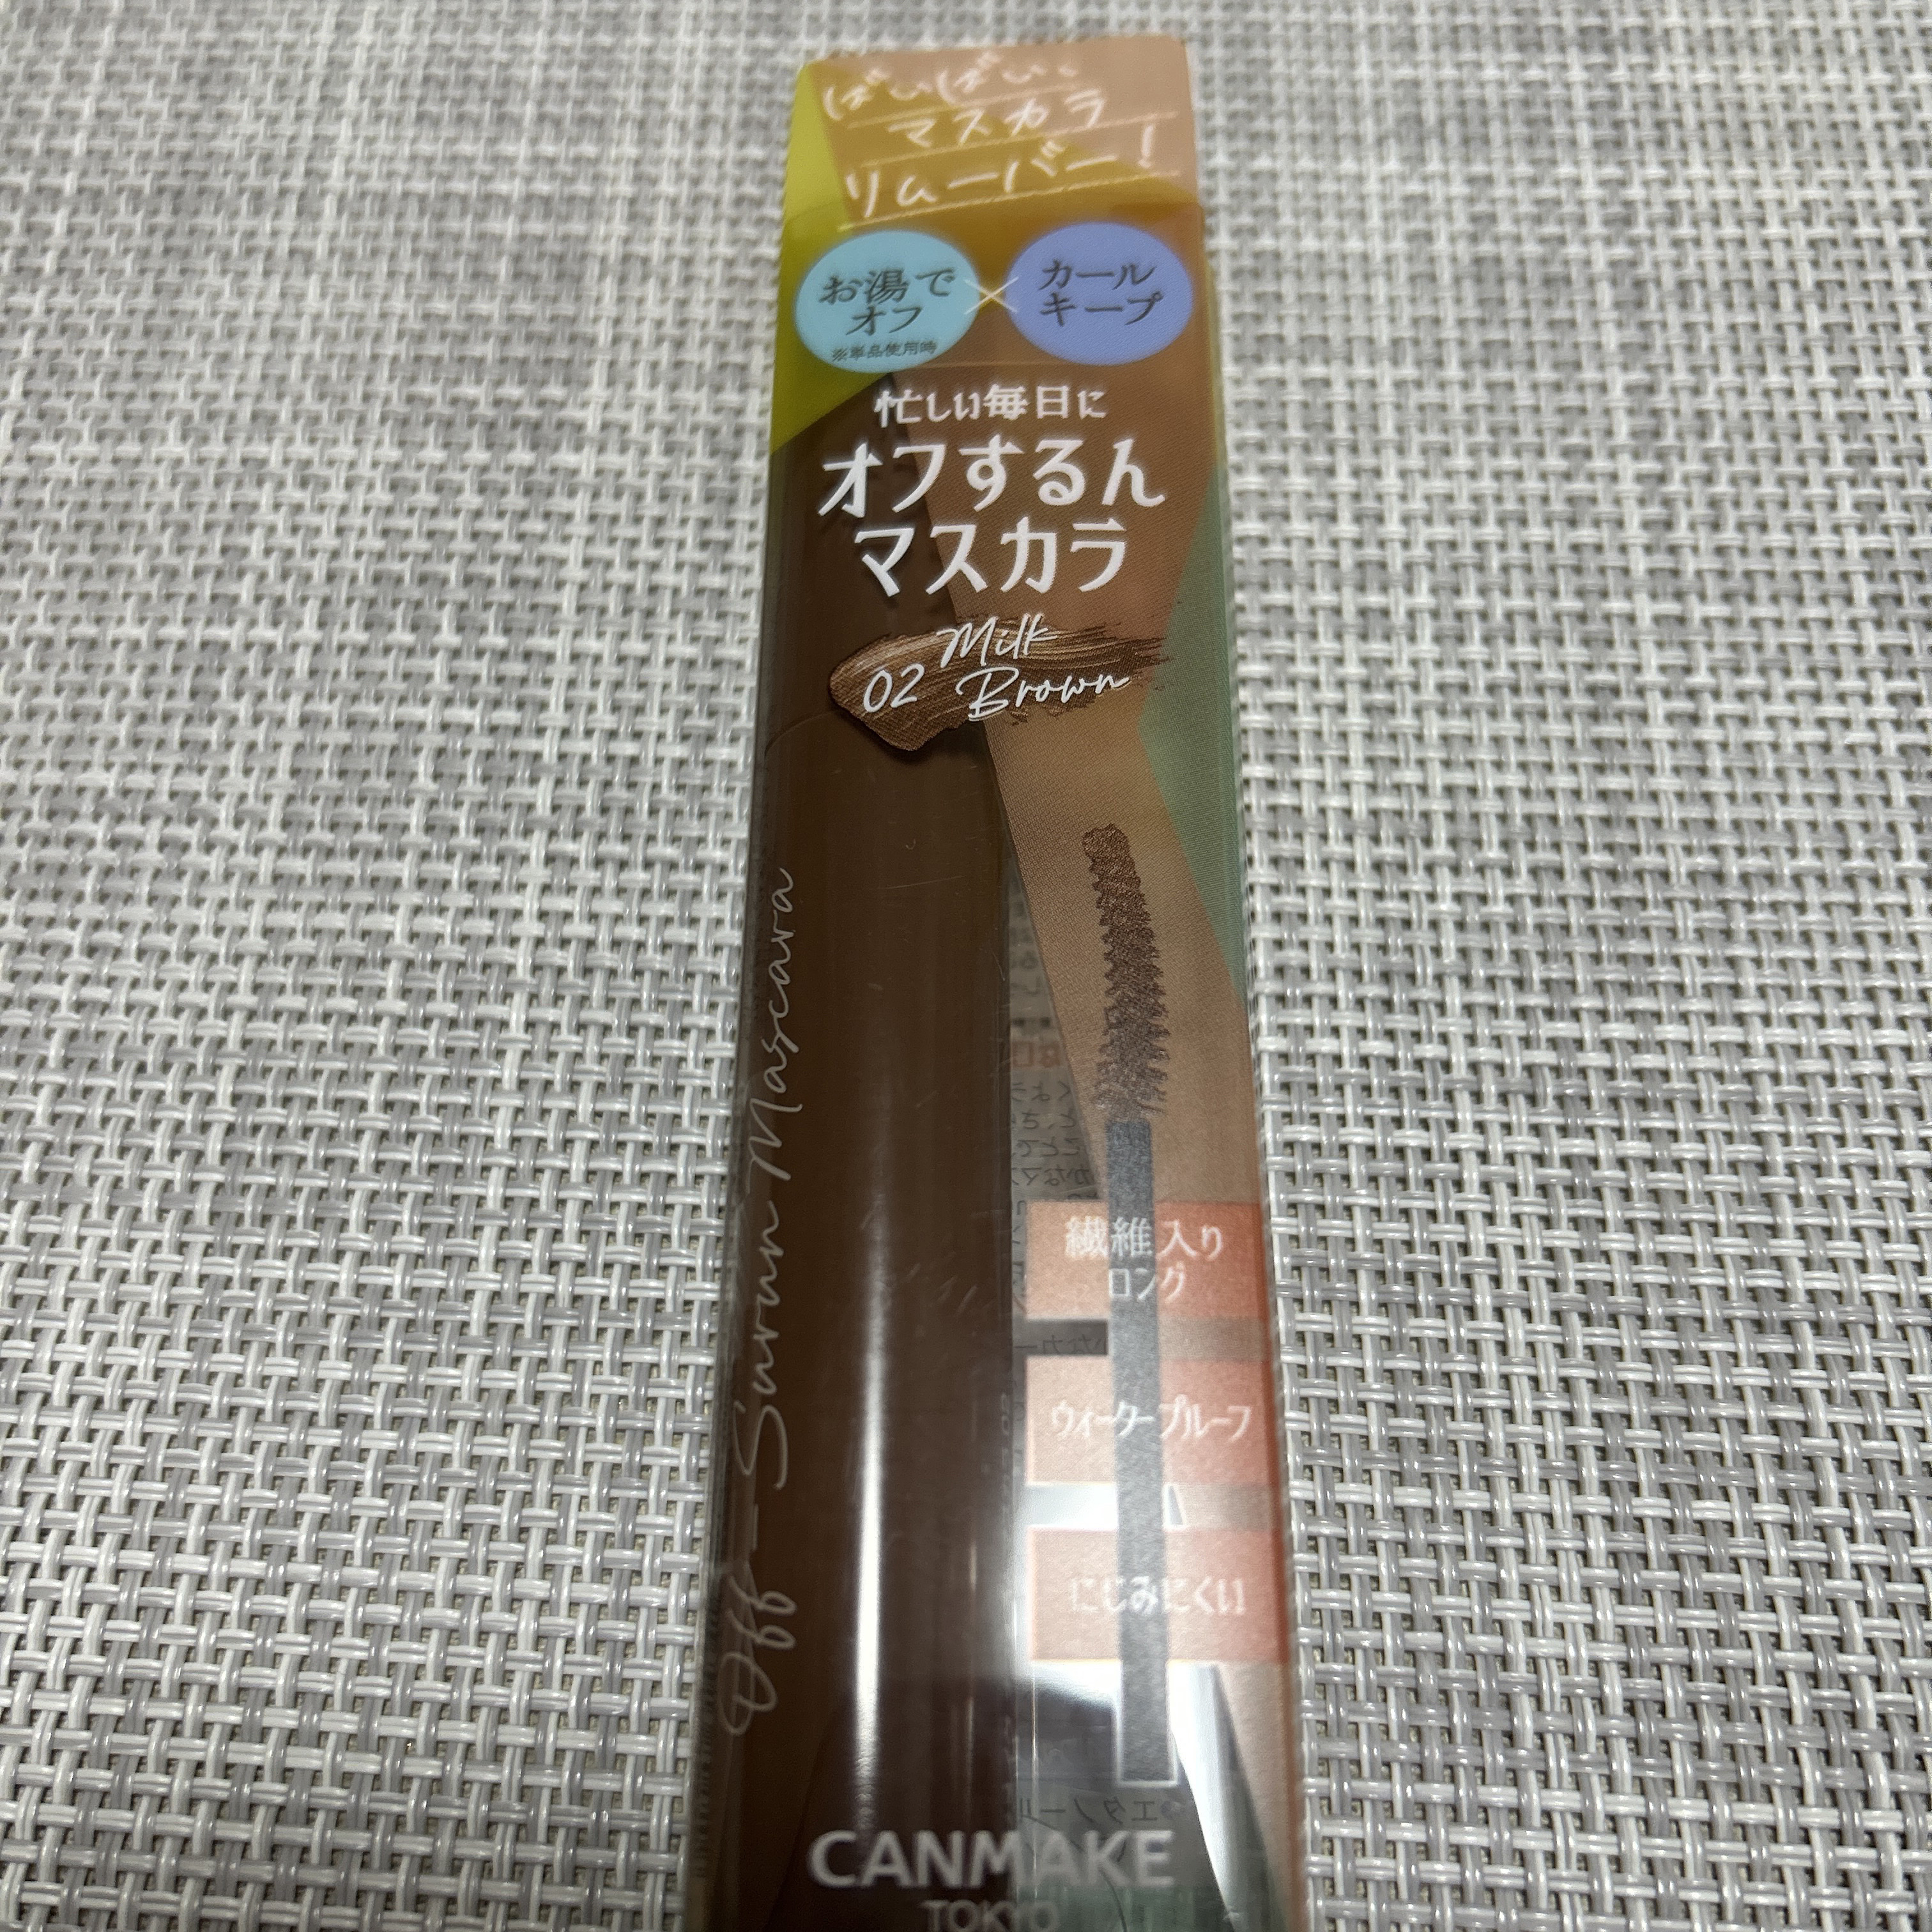 ばいばい、
マスカラ
リムーバー!
お湯で
オフ
※単品使用時
×
カール
キープ
忙しい毎日に
オフするん
マスカラ
02 Milk
Brown
Off-Surun Mascara
繊維入り
ロング
ウォータープルーフ
にじみにくい
CANMAKE
TOKYO